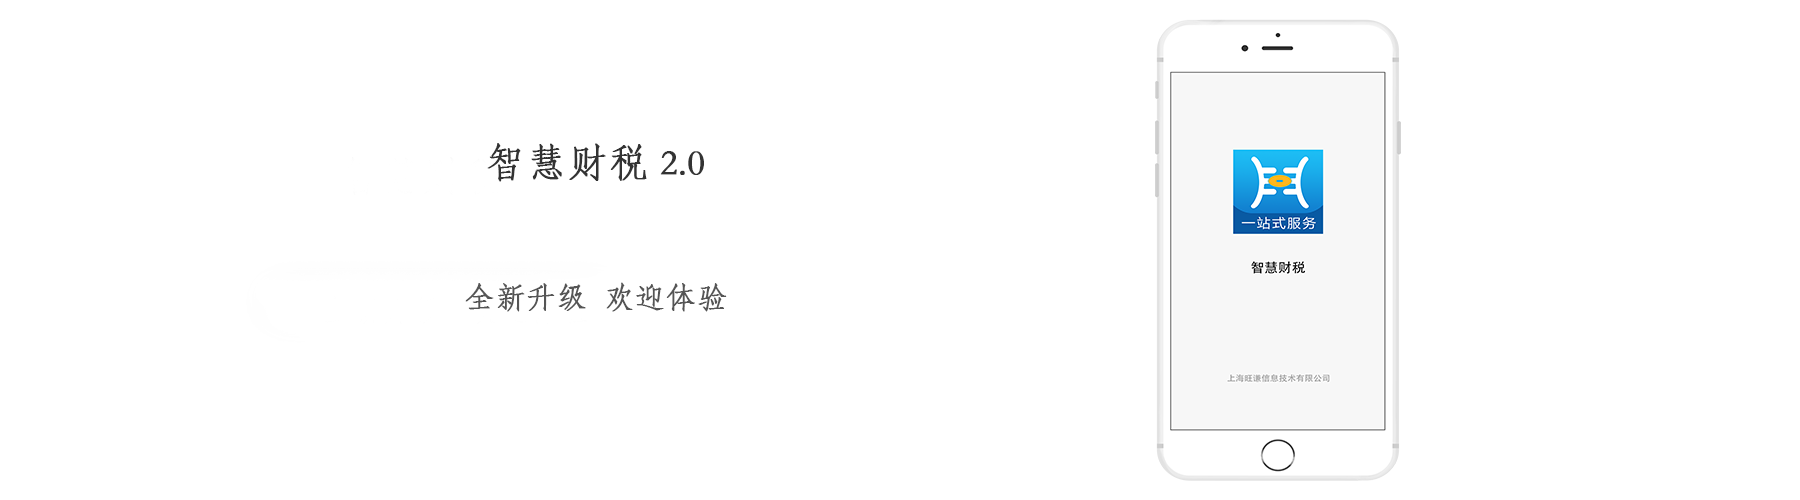 智慧财税 2.0
全新升级 欢迎体验
一站式服务
智慧财税
上海旺谦信息技术有限公司